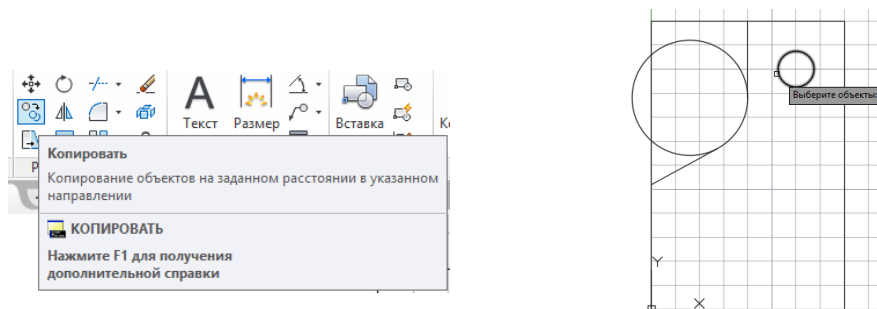 Текст
Размер
Вставка
К
Р
Копировать
Копирование объектов на заданном расстоянии в указанном
направлении
КОПИРОВАТЬ
Нажмите F1 для получения
дополнительной справки
Выберите объекты:
Y
X